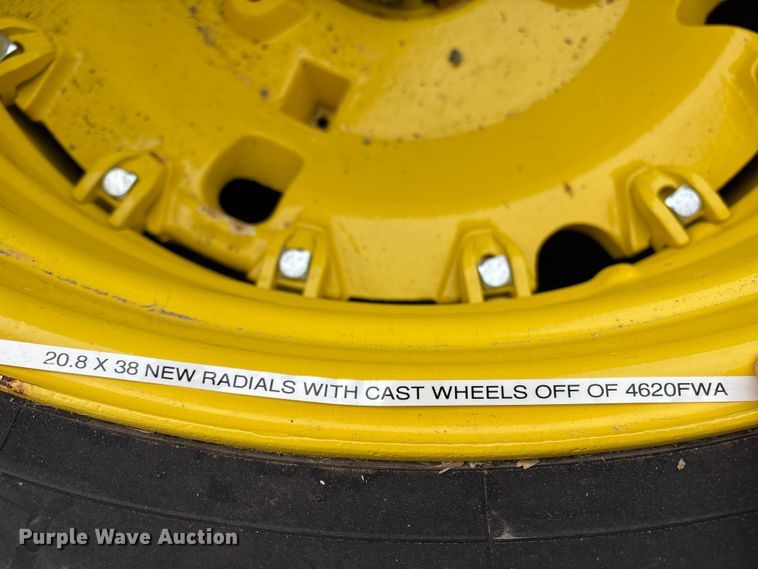 20.8 X 38 NEW RADIALS WITH CAST WHEELS OFF OF 4620FWA
Purple Wave Auction